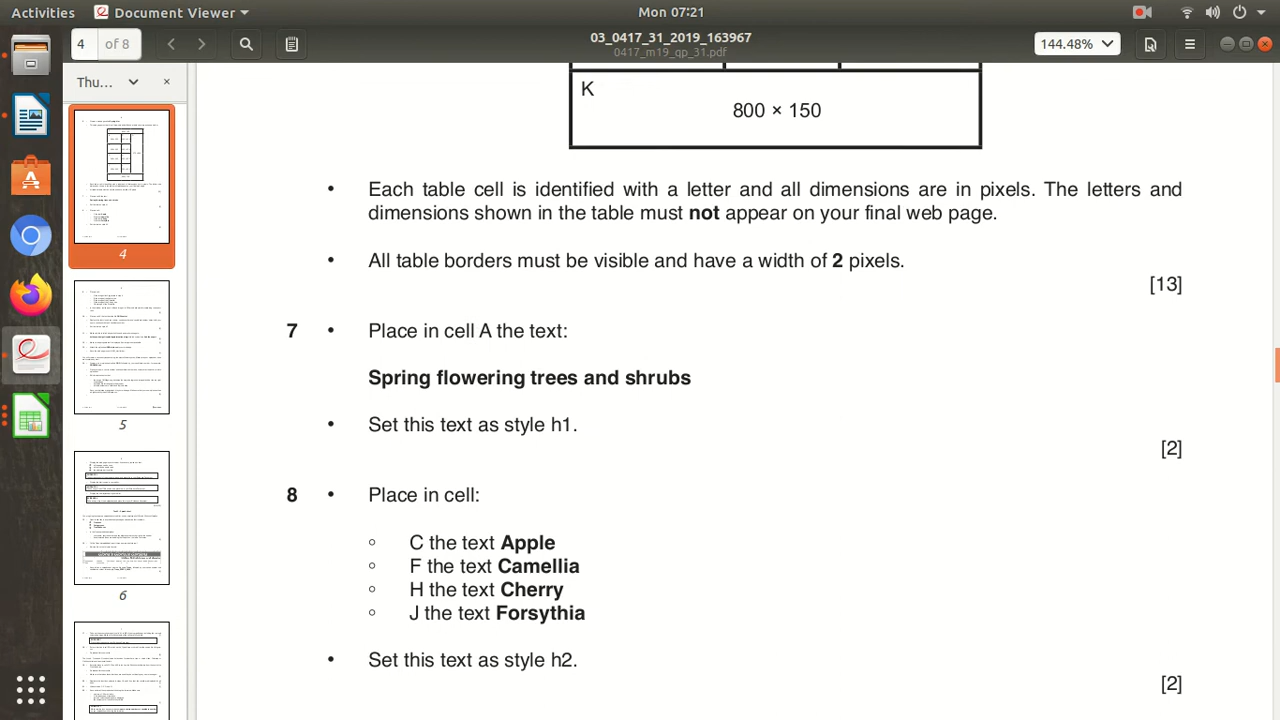 Activities
Document Viewer
Mon 07:21
4
of 8
03_0417_31_2019_163967
0417_m19_qp_31.pdf
144.48%
Thu...
4
5
6
K
800 × 150
• Each table cell is identified with a letter and all dimensions are in pixels. The letters and
dimensions shown in the table must not appear on your final web page.
• All table borders must be visible and have a width of 2 pixels.
[13]
7 • Place in cell A the text:
Spring flowering trees and shrubs
• Set this text as style h1.
[2]
8 • Place in cell:
○ C the text Apple
○ F the text Camellia
○ H the text Cherry
○ J the text Forsythia
• Set this text as style h2.
[2]